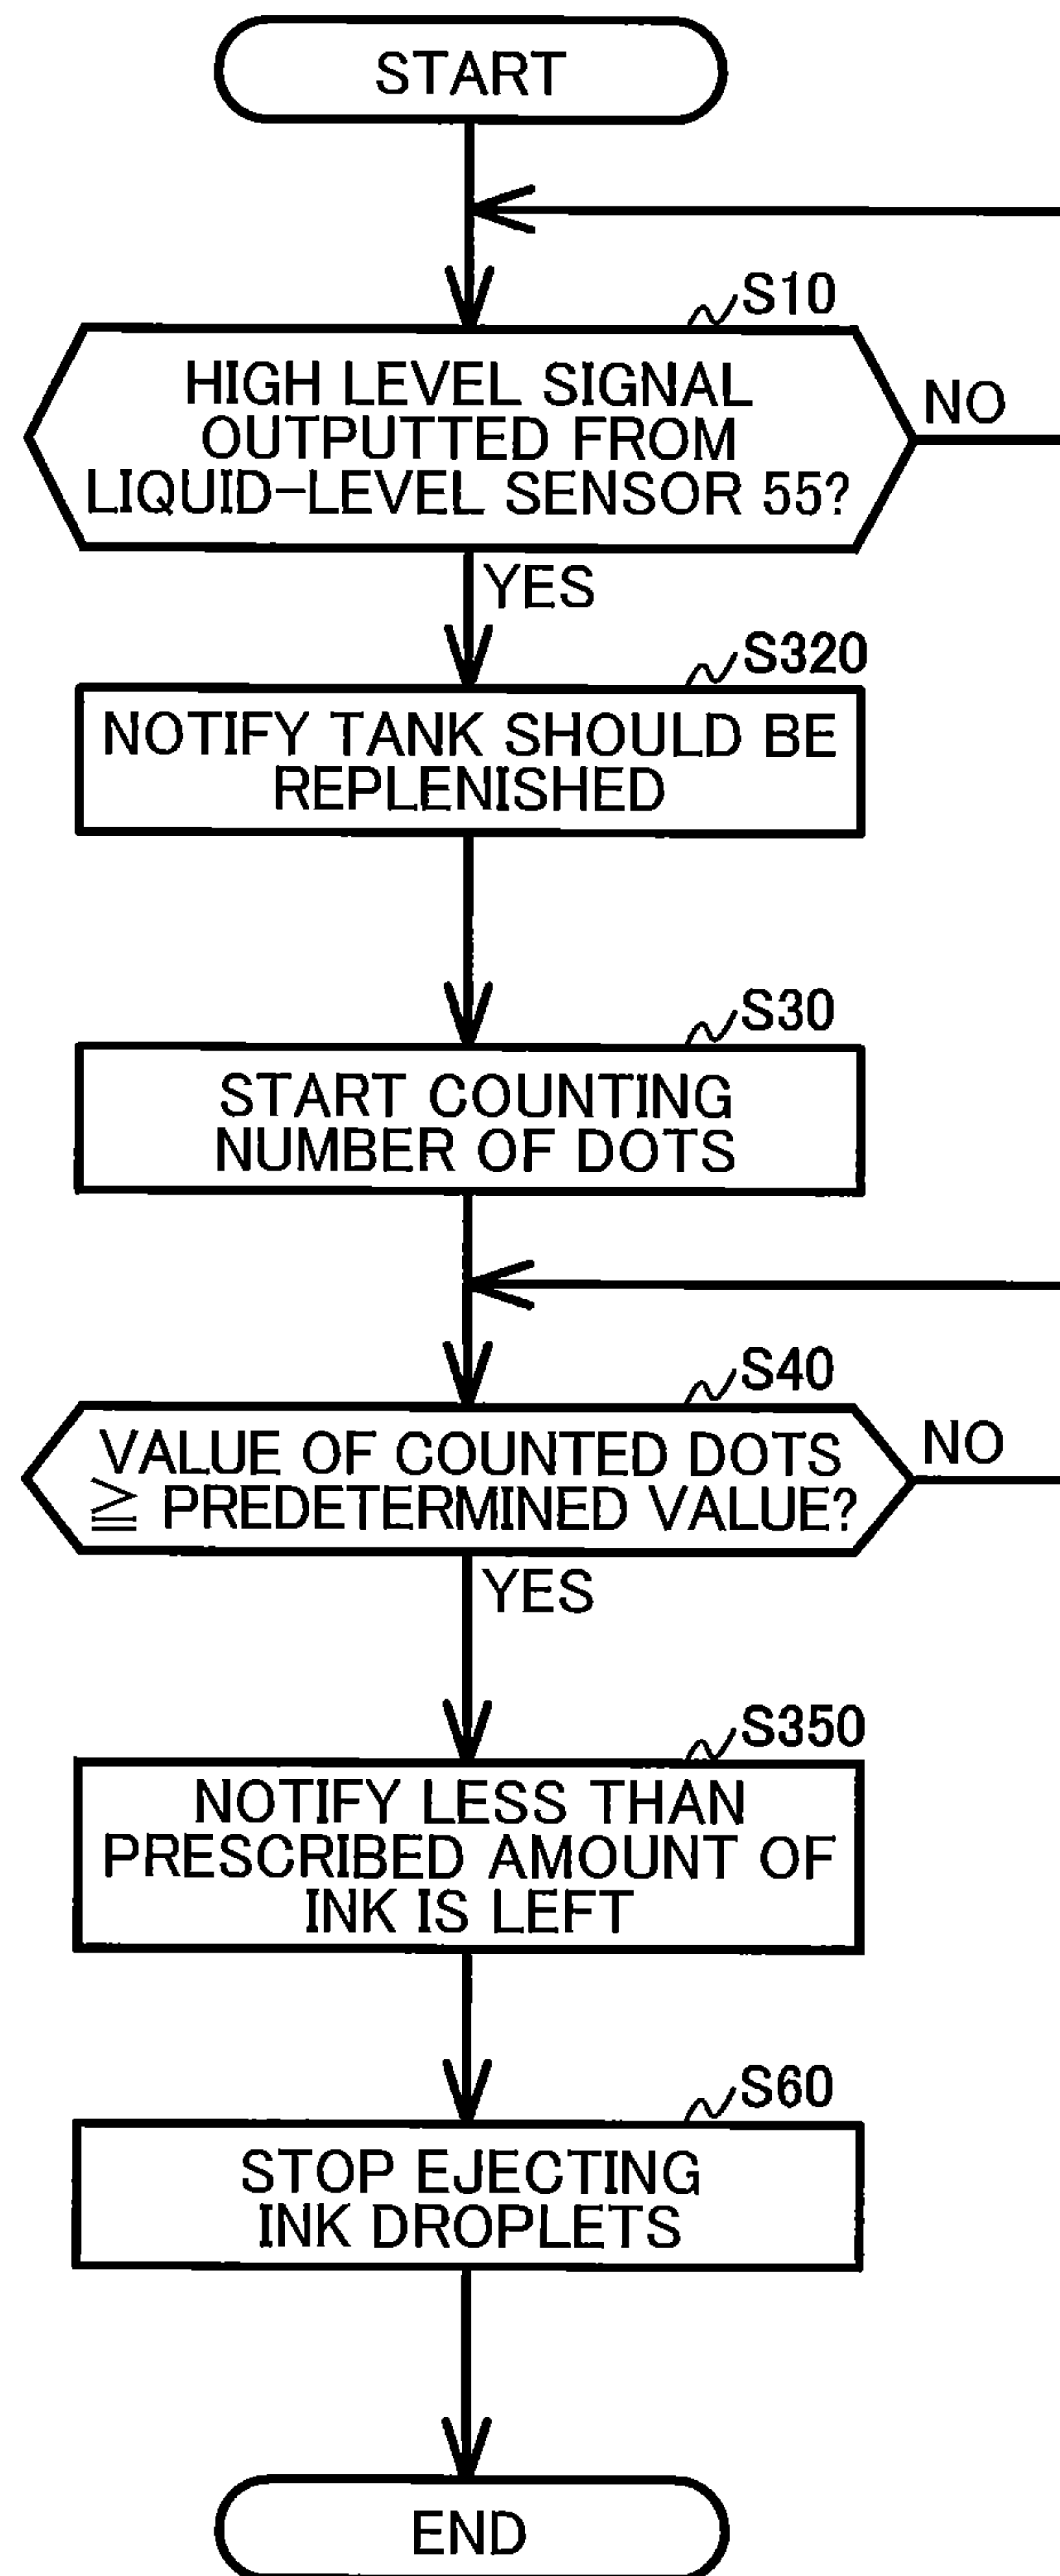 START
S10
HIGH LEVEL SIGNAL
OUTPUTTED FROM
LIQUID-LEVEL SENSOR 55?
NO
YES
S320
NOTIFY TANK SHOULD BE
REPLENISHED
S30
START COUNTING
NUMBER OF DOTS
S40
VALUE OF COUNTED DOTS
≧ PREDETERMINED VALUE?
NO
YES
S350
NOTIFY LESS THAN
PRESCRIBED AMOUNT OF
INK IS LEFT
S60
STOP EJECTING
INK DROPLETS
END